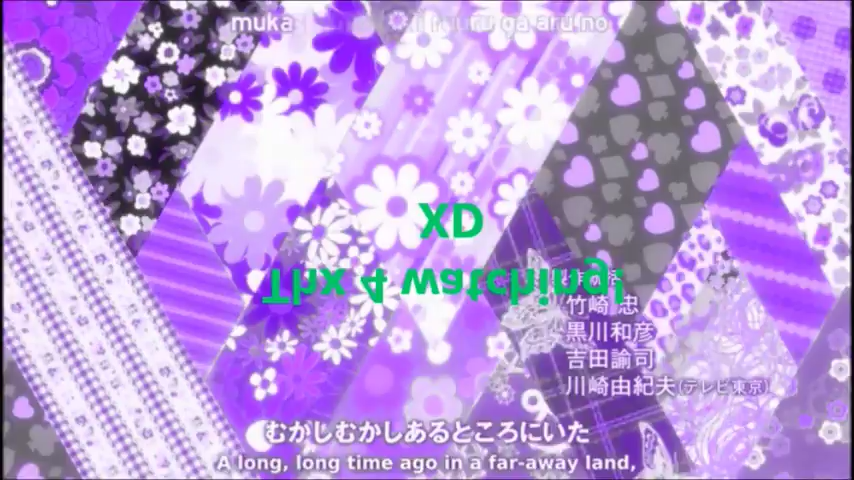 muka
ruuru ga aru no
XD
Thx 4 watching!
竹崎 忠
黒川和彦
吉田諭司
川崎由紀夫(テレビ東京)
むかしむかしあるところにいた
A long, long time ago in a far-away land,